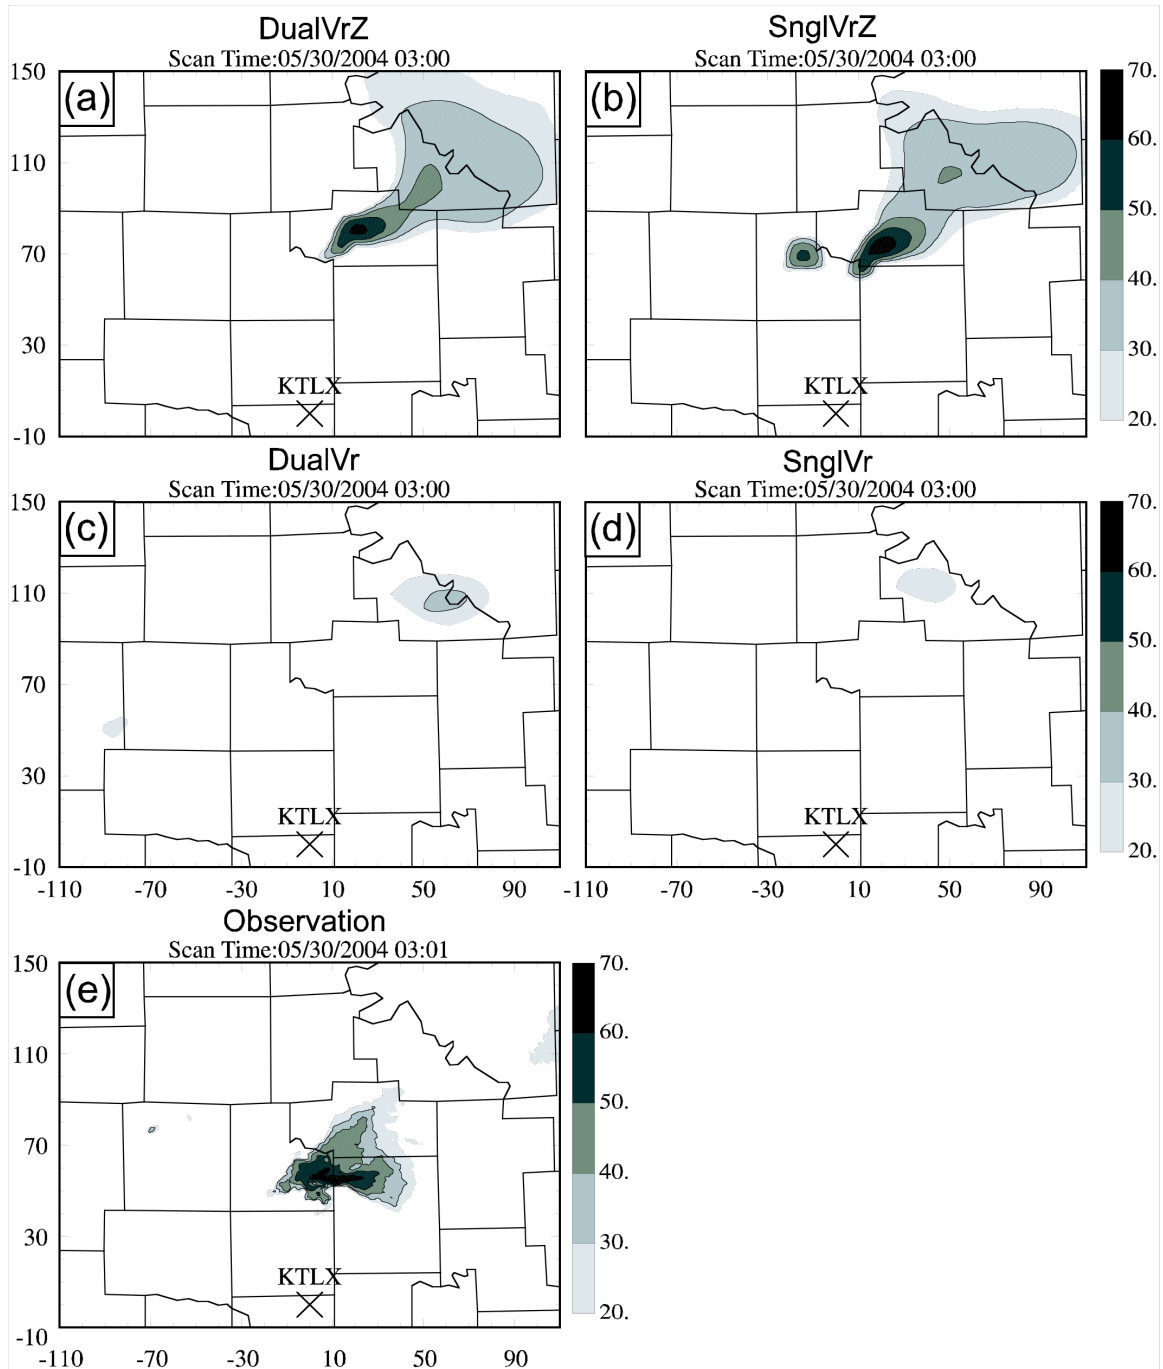 DualVrZ
SnglVrZ
Scan Time:05/30/2004 03:00
Scan Time:05/30/2004 03:00
150
(a)
(b)
70.
110
60.
50.
70
40.
30
30.
KTLX
KTLX
-10
20.
DualVr
SnglVr
Scan Time:05/30/2004 03:00
Scan Time:05/30/2004 03:00
150
(c)
(d)
70.
110
60.
50.
70
40.
30
30.
KTLX
KTLX
-10
20.
-110 -70 -30 10 50 90
-110 -70 -30 10 50 90
Observation
Scan Time:05/30/2004 03:01
150
(e)
70.
60.
110
50.
70
40.
30
30.
KTLX
20.
-10
-110 -70 -30 10 50 90